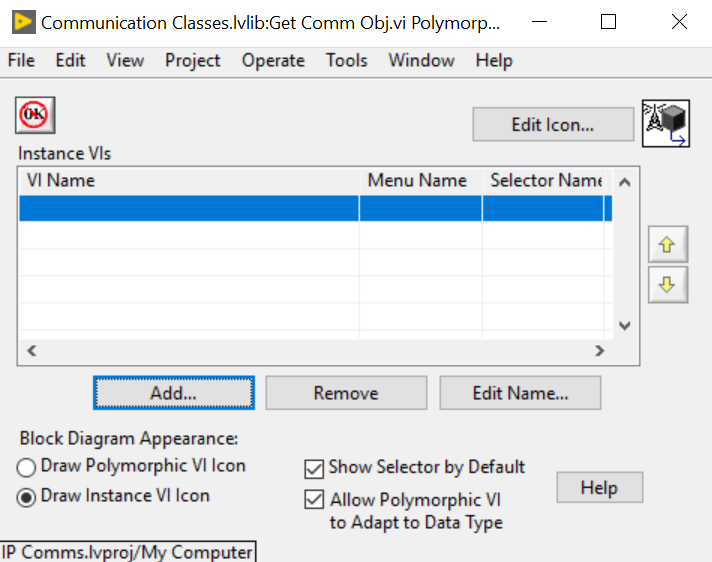 Communication Classes.lvlib:Get Comm Obj.vi Polymorp...
File Edit View Project Operate Tools Window Help
OK
Edit Icon...
Instance VIs
VI Name Menu Name Selector Name
Add... Remove Edit Name...
Block Diagram Appearance:
Draw Polymorphic VI Icon
Draw Instance VI Icon
Show Selector by Default
Allow Polymorphic VI
to Adapt to Data Type
Help
IP Comms.lvproj/My Computer